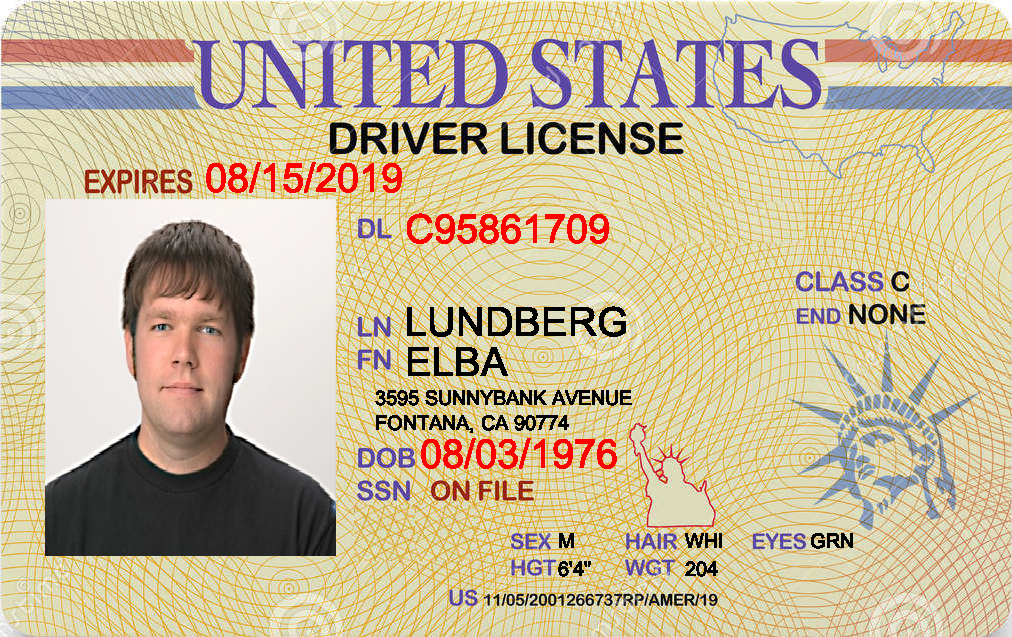 UNITED STATES
DRIVER LICENSE
EXPIRES 08/15/2019
DL C95861709
CLASS C
END NONE
LN LUNDBERG
FN ELBA
3595 SUNNYBANK AVENUE
FONTANA, CA 90774
DOB 08/03/1976
SSN ON FILE
SEX M HAIR WHI EYES GRN
HGT 6'4" WGT 204
US 11/05/2001266737RP/AMER/19